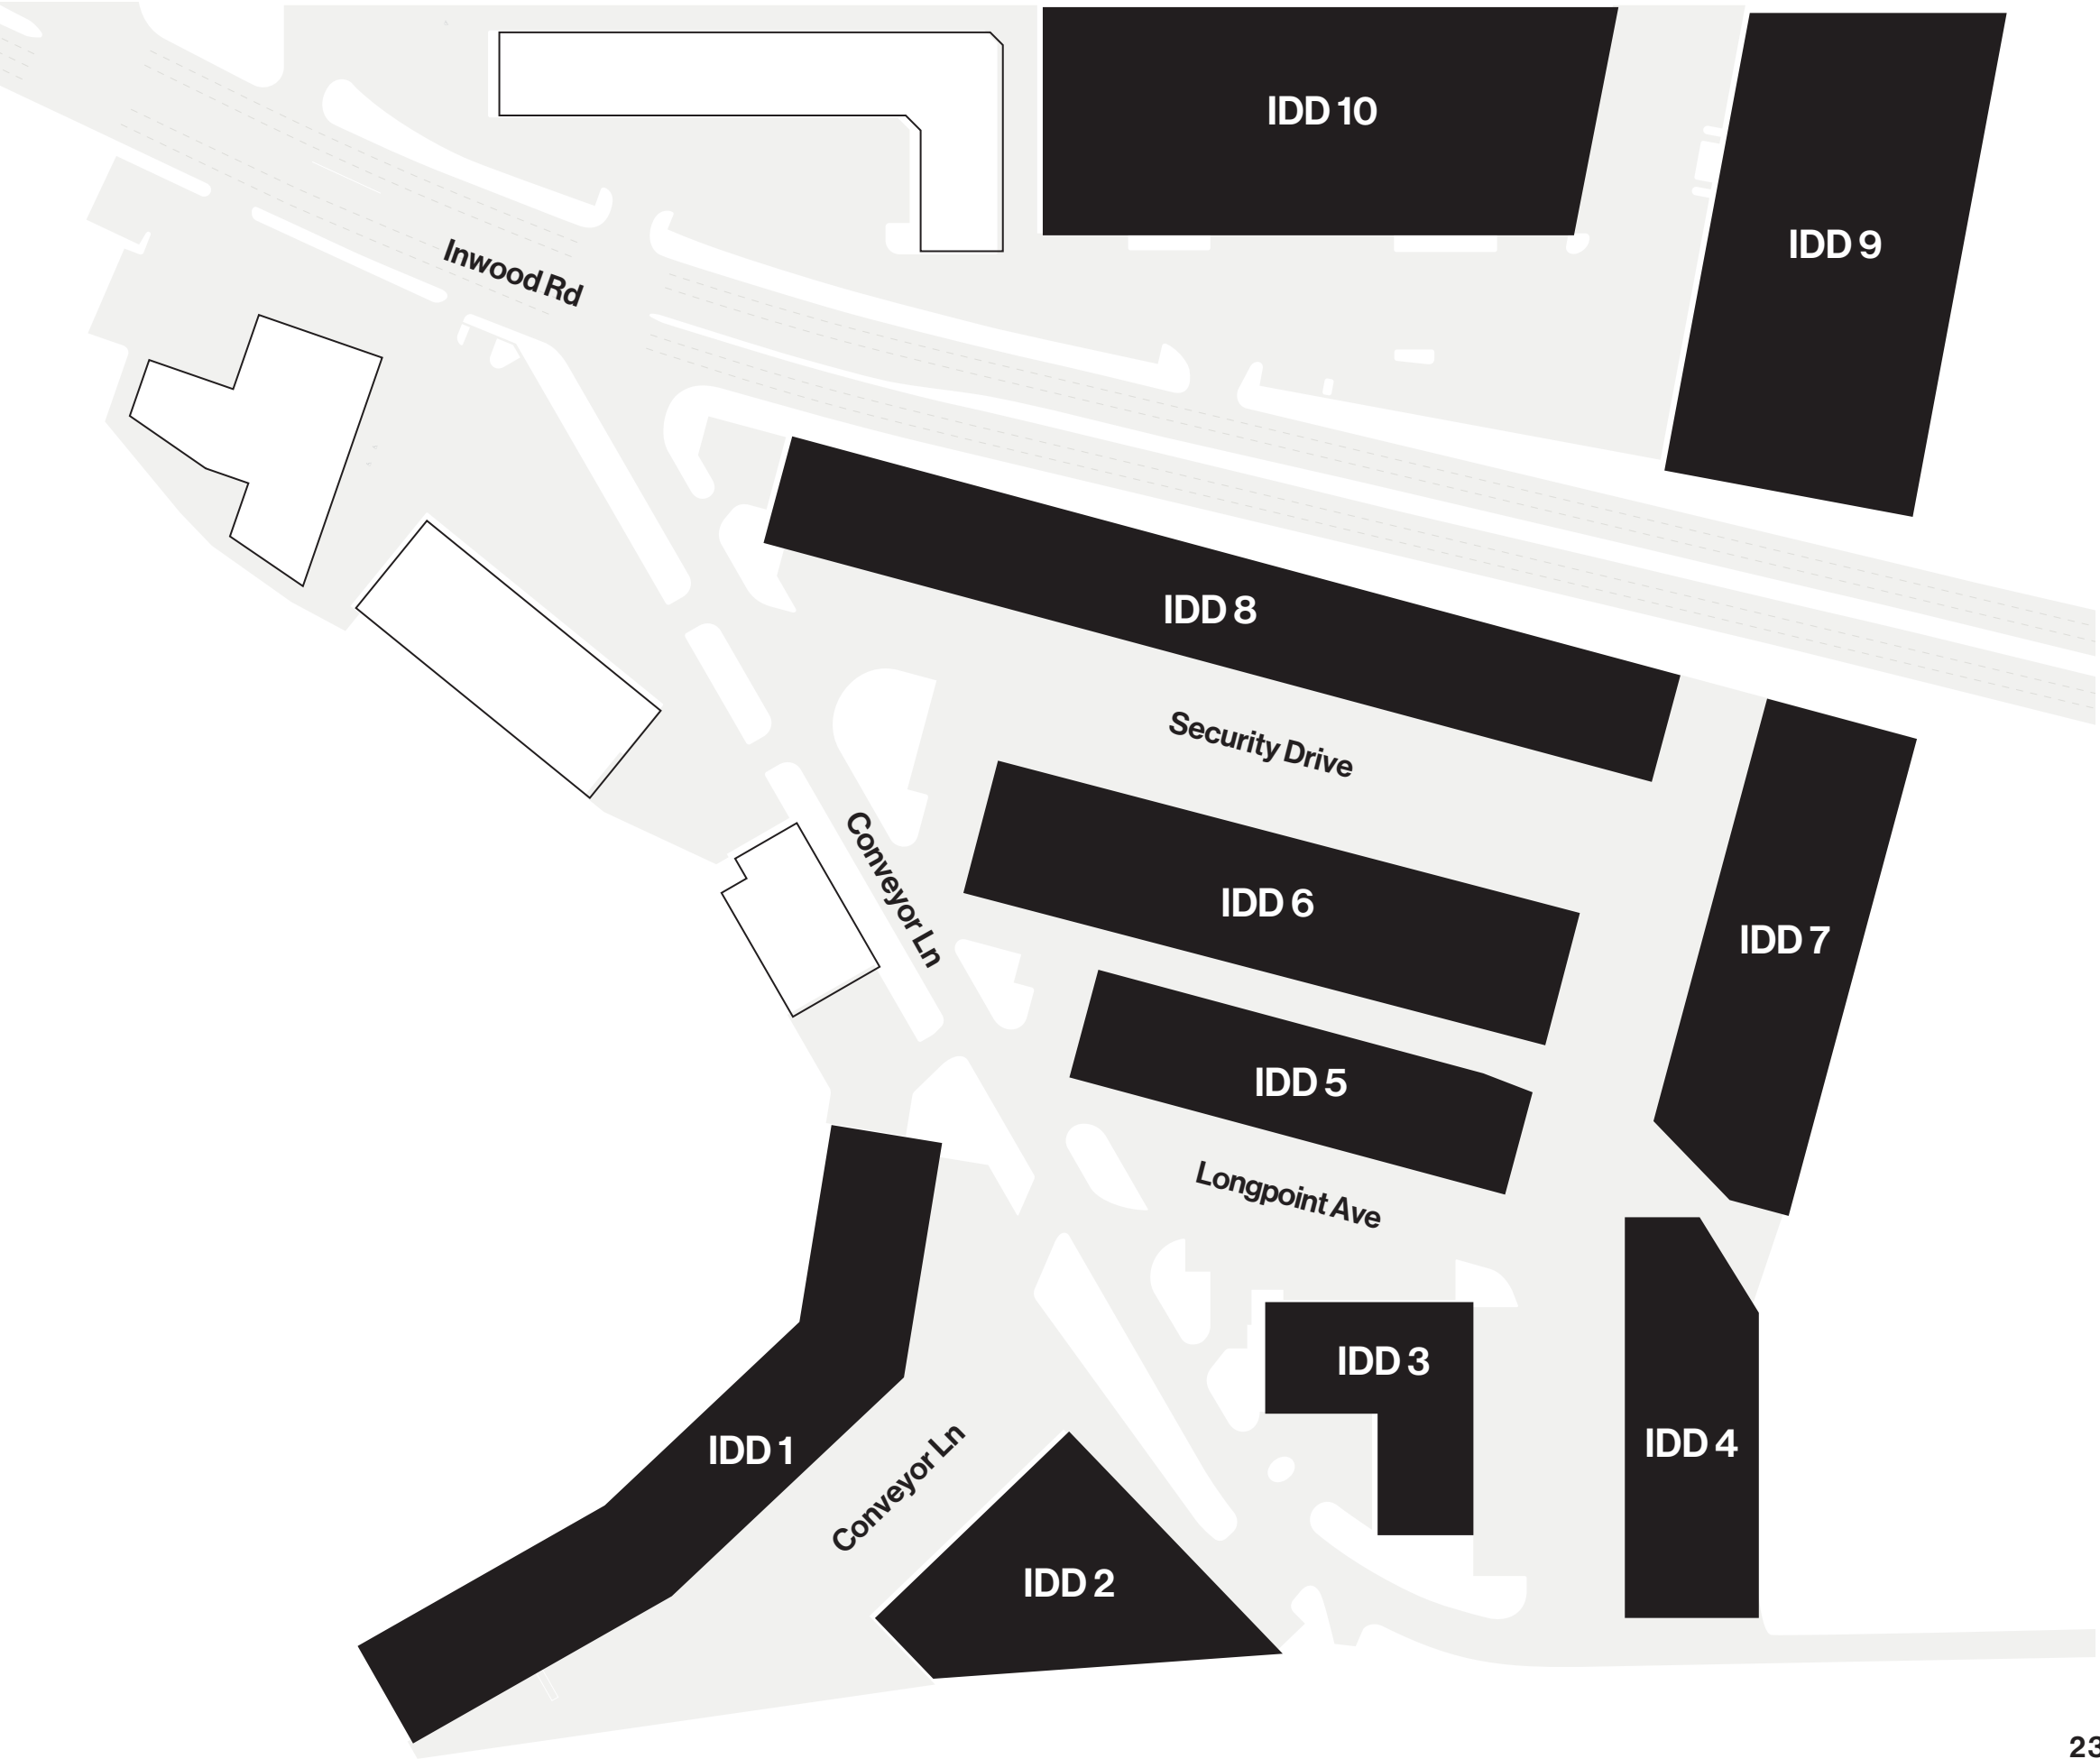 IDD 10
IDD 9
Inwood Rd
IDD 8
Security Drive
Conveyor Ln
IDD 6
IDD 7
IDD 5
Longpoint Ave
IDD 3
IDD 1
IDD 4
Conveyor Ln
IDD 2
23